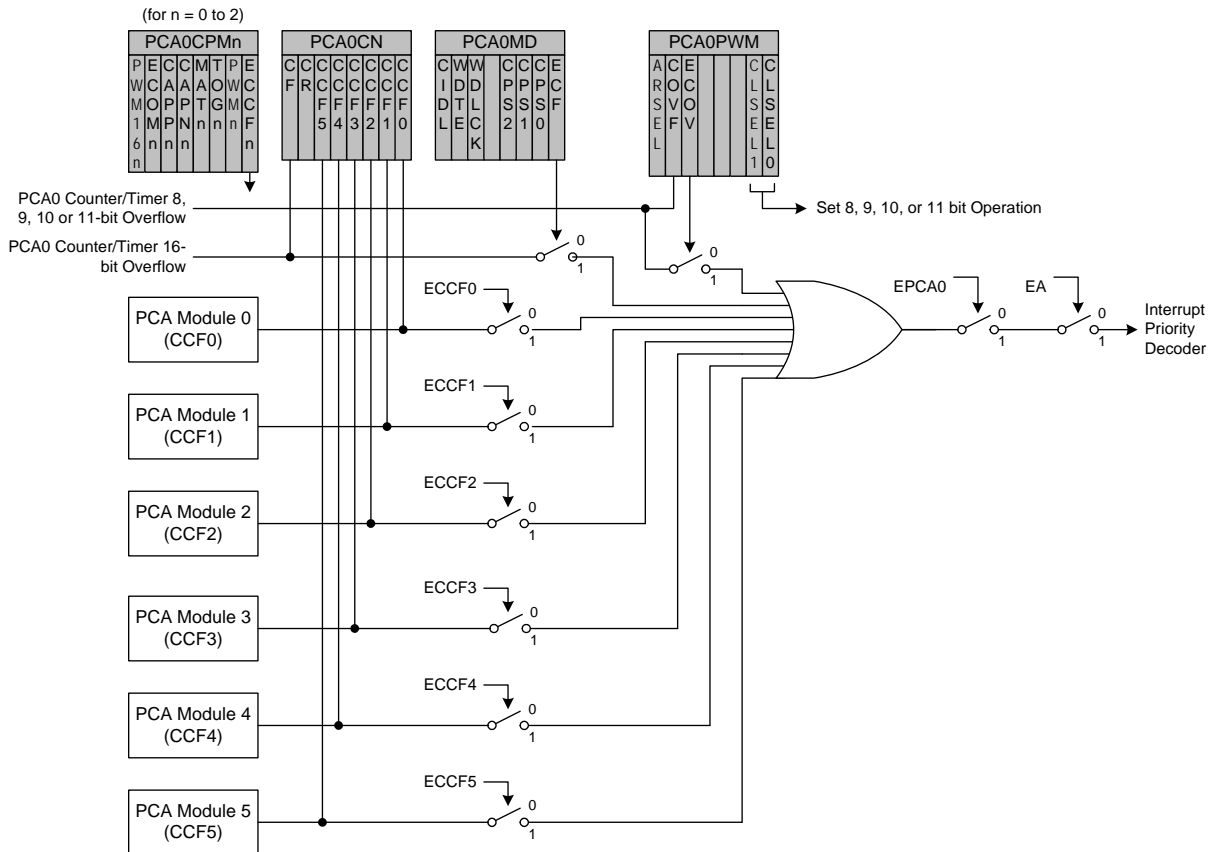 (for n = 0 to 2)
PCA0CPMn
PWM16n
ECOMn
CAPPn
CAPNn
MATn
TOGn
PWMn
ECCFn
PCA0CN
CF
CR
CCF5
CCF4
CCF3
CCF2
CCF1
CCF0
PCA0MD
CIDL
WDTE
WDLCK
CPS2
CPS1
CPS0
ECF
PCA0PWM
ARSEL
COVF
ECOV
CLSEL1
CLSEL0
PCA0 Counter/Timer 8,
9, 10 or 11-bit Overflow
Set 8, 9, 10, or 11 bit Operation
PCA0 Counter/Timer 16-
bit Overflow
0
1
0
1
PCA Module 0
(CCF0)
ECCF0
0
1
EPCA0
0
1
EA
0
1
Interrupt
Priority
Decoder
PCA Module 1
(CCF1)
ECCF1
0
1
PCA Module 2
(CCF2)
ECCF2
0
1
PCA Module 3
(CCF3)
ECCF3
0
1
PCA Module 4
(CCF4)
ECCF4
0
1
PCA Module 5
(CCF5)
ECCF5
0
1